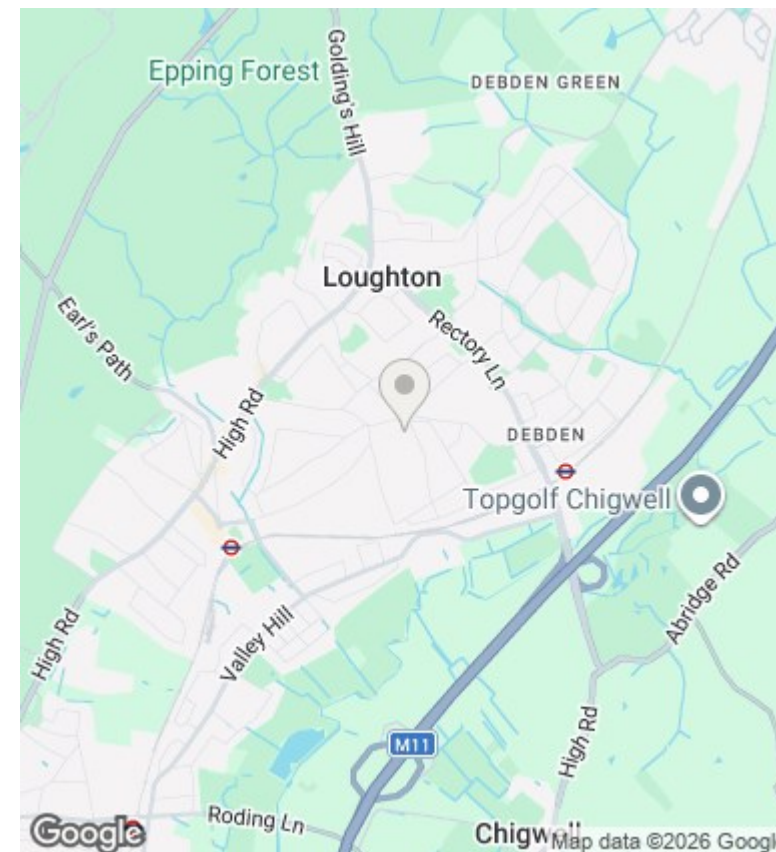 Golding's Hill
Epping Forest
DEBDEN GREEN
Loughton
Earl's Path
Rectory Ln
High Rd
DEBDEN
Topgolf Chigwell
Abridge Rd
High Rd
Valley Hill
High Rd
M11
Roding Ln
Google
Chigwell
Map data ©2026 Google